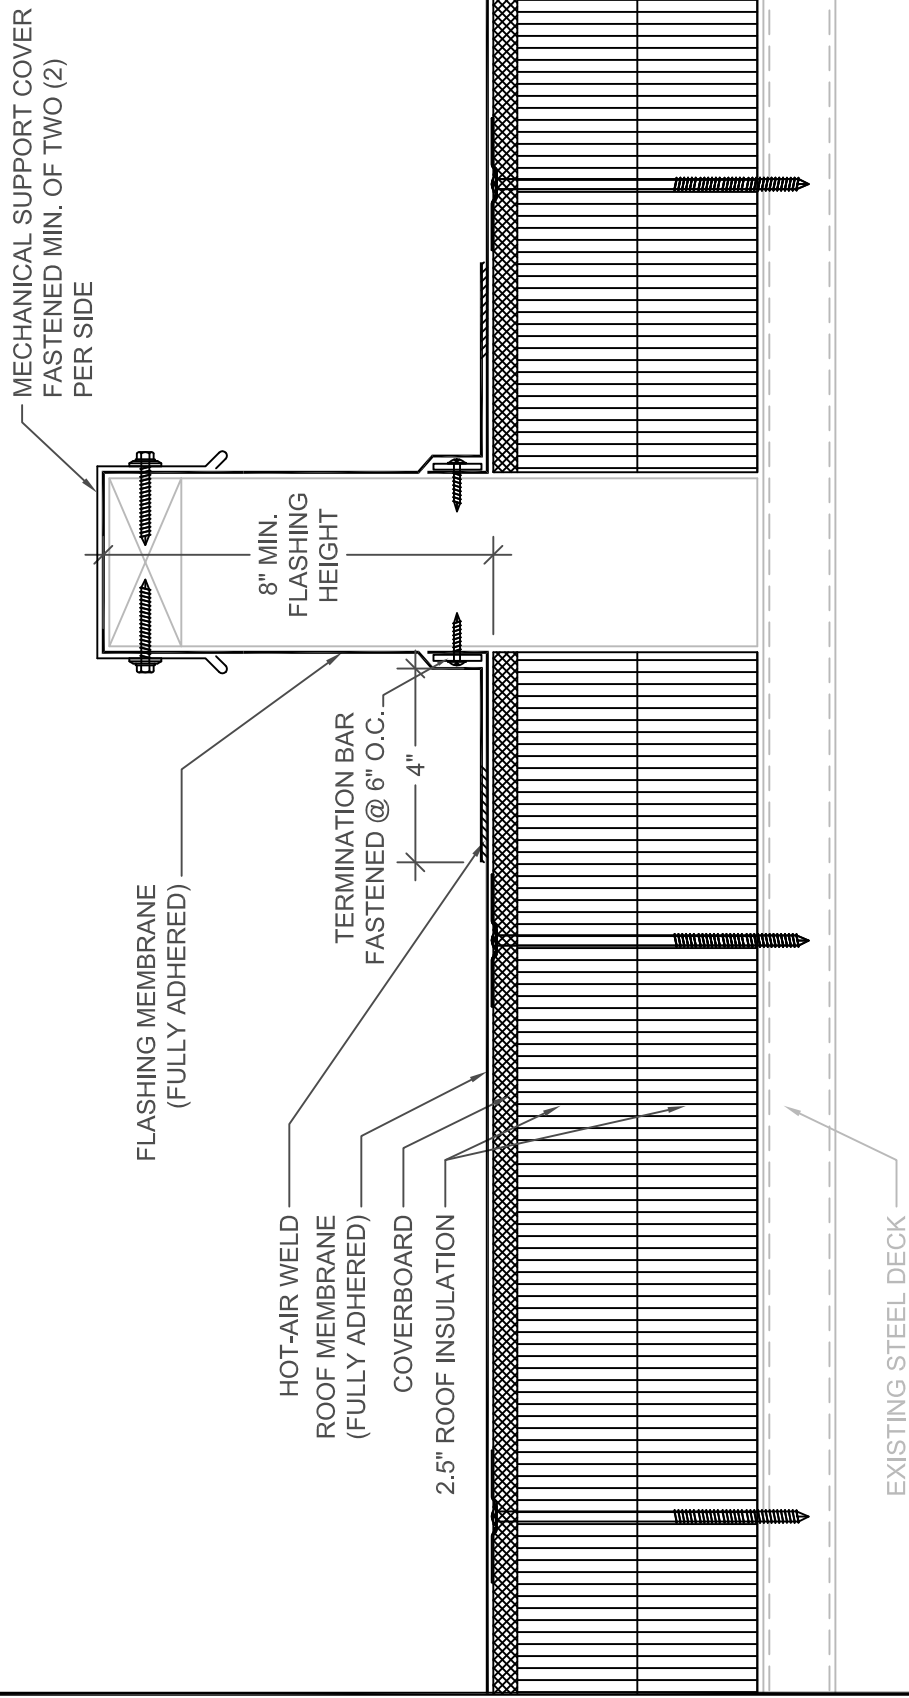 MECHANICAL SUPPORT COVER
FASTENED MIN. OF TWO (2)
PER SIDE
8" MIN.
FLASHING
HEIGHT
FLASHING MEMBRANE
(FULLY ADHERED)
TERMINATION BAR
FASTENED @ 6" O.C.
4"
HOT-AIR WELD
ROOF MEMBRANE
(FULLY ADHERED)
COVERBOARD
2.5" ROOF INSULATION
EXISTING STEEL DECK